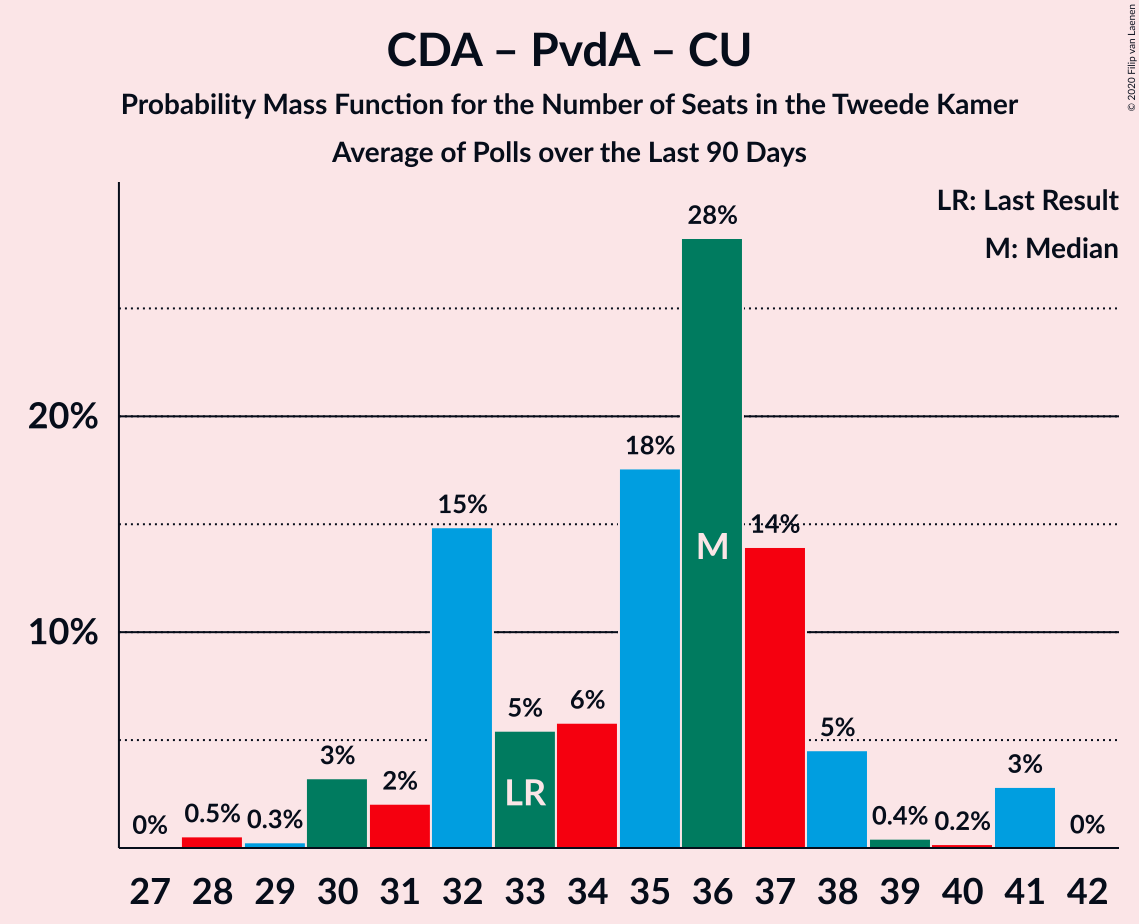 CDA – PvdA – CU
Probability Mass Function for the Number of Seats in the Tweede Kamer
Average of Polls over the Last 90 Days
© 2020 Filip van Laenen
LR: Last Result
M: Median
20%
10%
0%
0.5%
0.3%
3%
2%
15%
5%
6%
18%
28%
14%
5%
0.4%
0.2%
3%
0%
LR
M
27 28 29 30 31 32 33 34 35 36 37 38 39 40 41 42